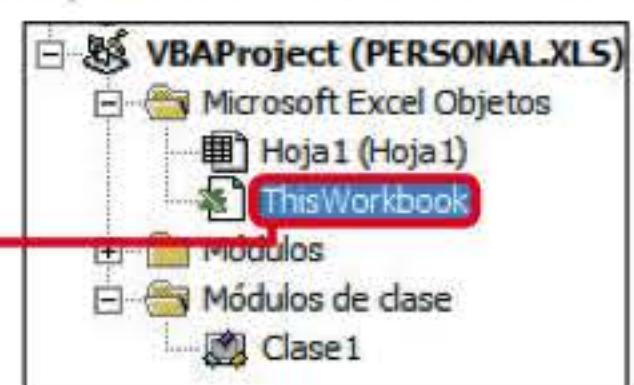 VBAProject (PERSONAL.XLS)
Microsoft Excel Objetos
Hoja1 (Hoja1)
ThisWorkbook
Módulos
Módulos de clase
Clase1